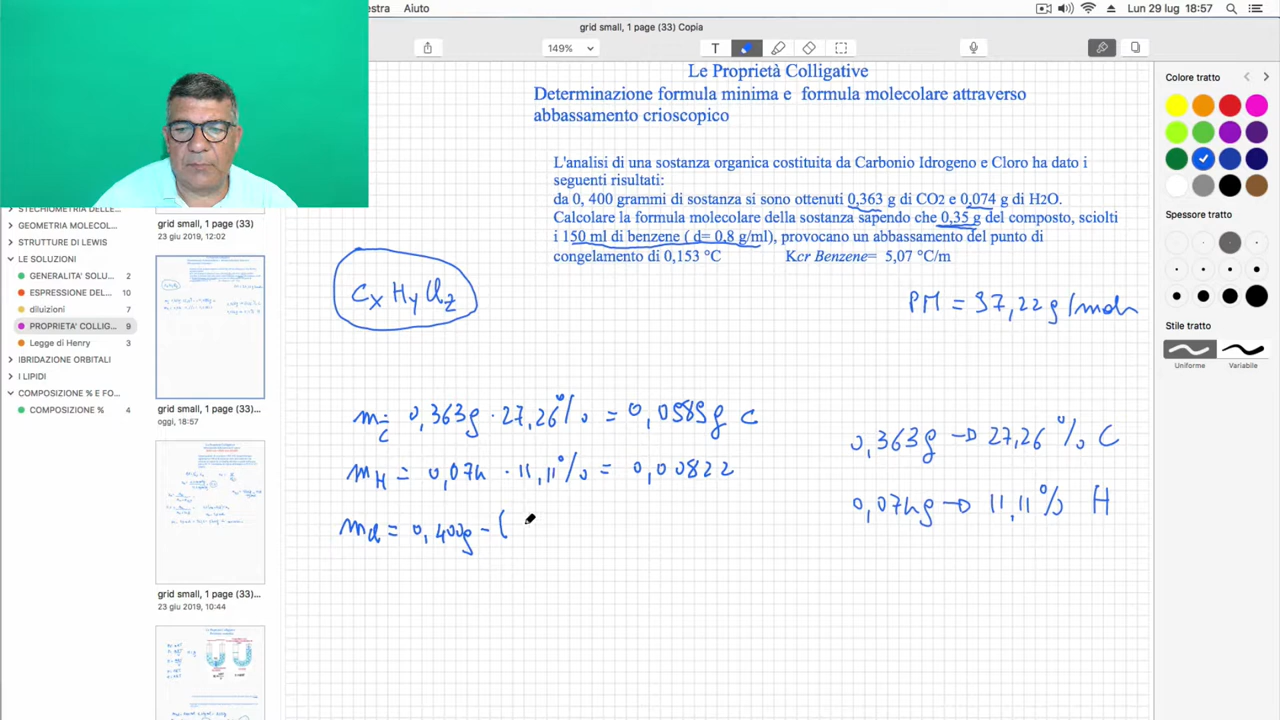 estra Aiuto Lun 29 lug 18:57
grid small, 1 page (33) Copia
149% T
STECHIOMETRIA DELLE...
GEOMETRIA MOLECOL...
STRUTTURE DI LEWIS
LE SOLUZIONI
GENERALITA' SOLU... 2
ESPRESSIONE DEL... 10
diluizioni 7
PROPRIETA' COLLIG... 9
Legge di Henry 3
IBRIDAZIONE ORBITALI
I LIPIDI
COMPOSIZIONE % E FO...
COMPOSIZIONE % 4
grid small, 1 page (33)
23 giu 2019, 12:02
grid small, 1 page (33)...
oggi, 18:57
grid small, 1 page (33)...
23 giu 2019, 10:44
Le Proprietà Colligative
Determinazione formula minima e formula molecolare attraverso
abbassamento crioscopico
L'analisi di una sostanza organica costituita da Carbonio Idrogeno e Cloro ha dato i
seguenti risultati:
da 0, 400 grammi di sostanza si sono ottenuti 0,363 g di CO2 e 0,074 g di H2O.
Calcolare la formula molecolare della sostanza sapendo che 0,35 g del composto, sciolti
i 150 ml di benzene ( d= 0,8 g/ml), provocano un abbassamento del punto di
congelamento di 0,153 °C Kcr Benzene= 5,07 °C/m
CxHyClz
PM = 97,22g/mol
mC = 0,363g · 27,26% = 0,0989g C
mH = 0,074 · 11,11% = 0,00822
mCl = 0,400g - (
0,363g → 27,26 % C
0,074g → 11,11% H
Colore tratto
Spessore tratto
Stile tratto
Uniforme Variabile